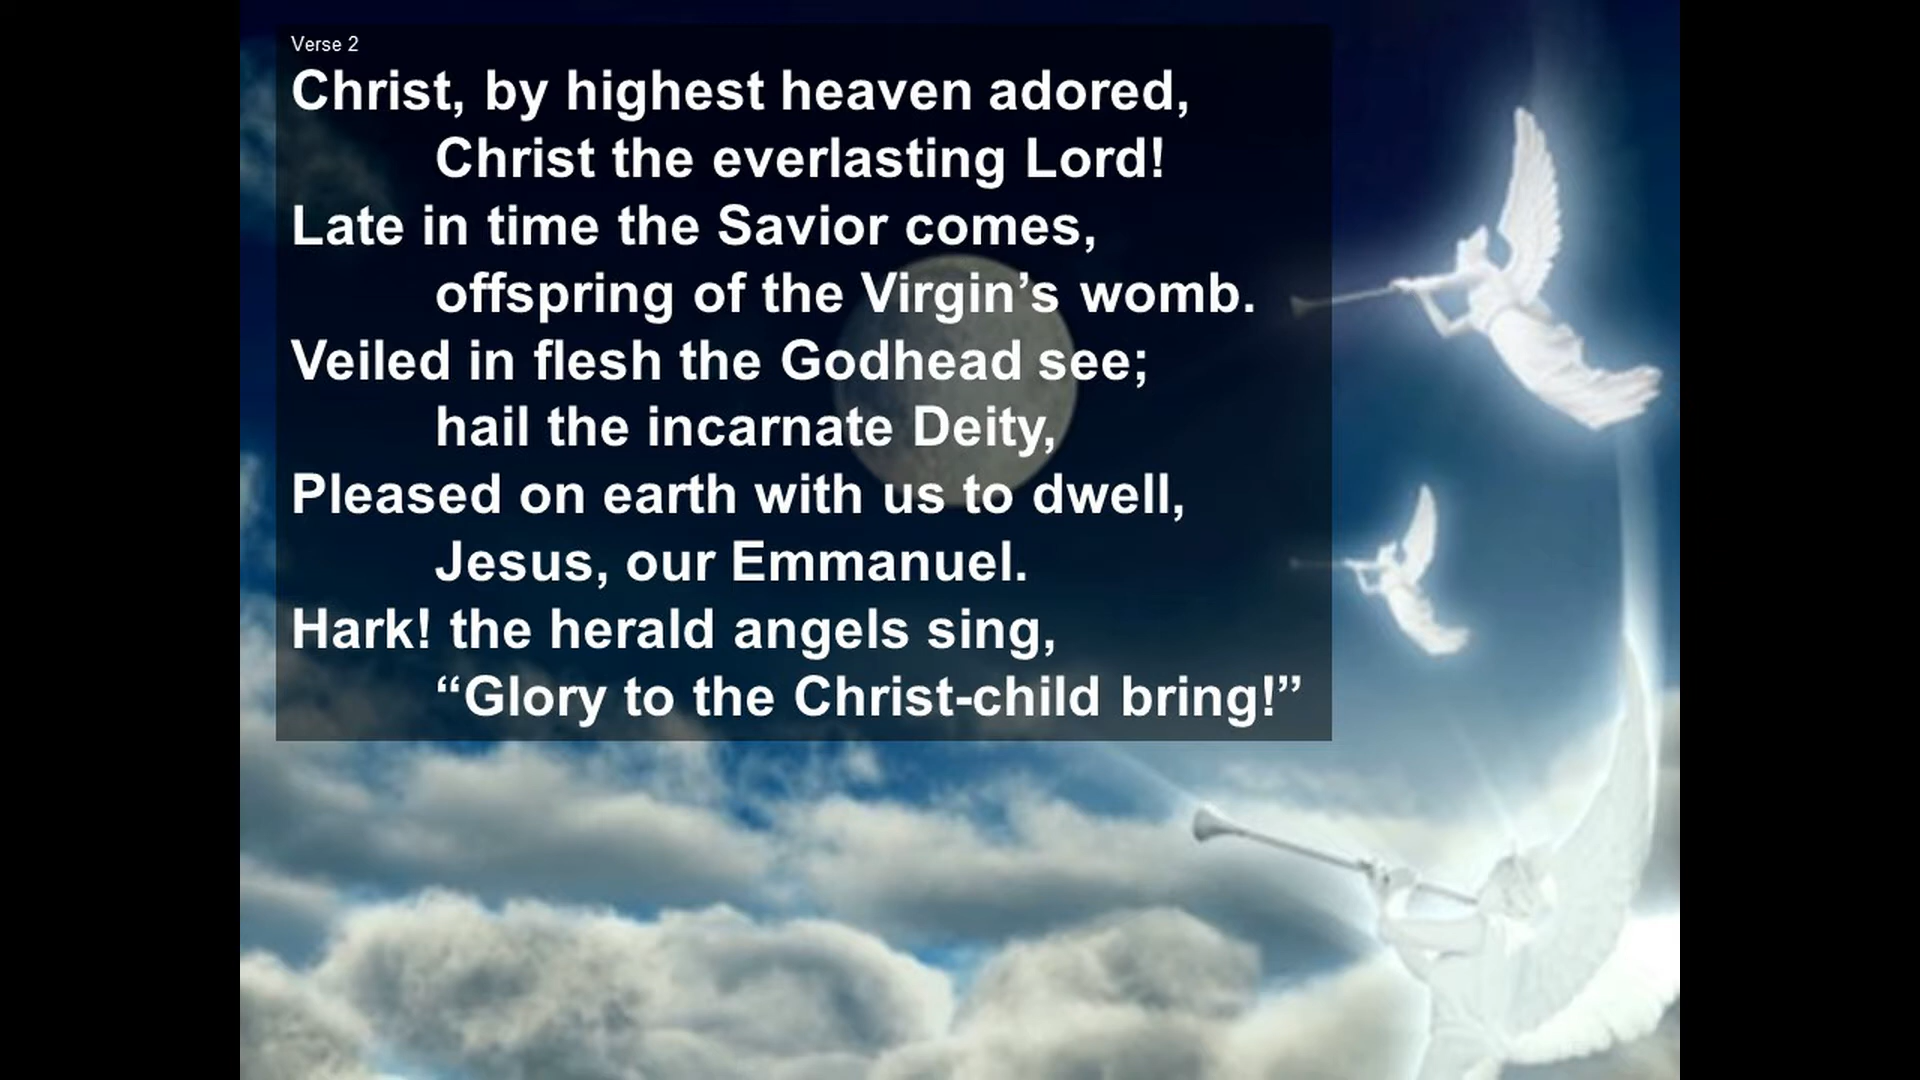 Verse 2
Christ, by highest heaven adored,
Christ the everlasting Lord!
Late in time the Savior comes,
offspring of the Virgin’s womb.
Veiled in flesh the Godhead see;
hail the incarnate Deity,
Pleased on earth with us to dwell,
Jesus, our Emmanuel.
Hark! the herald angels sing,
“Glory to the Christ-child bring!”